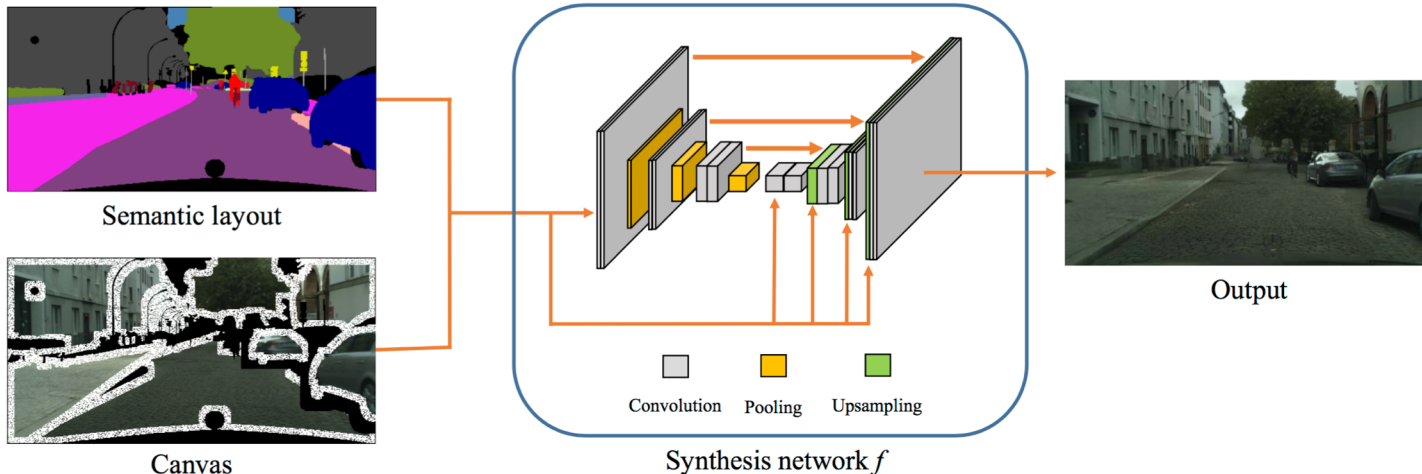 Semantic layout
Canvas
Convolution
Pooling
Upsampling
Synthesis network f
Output